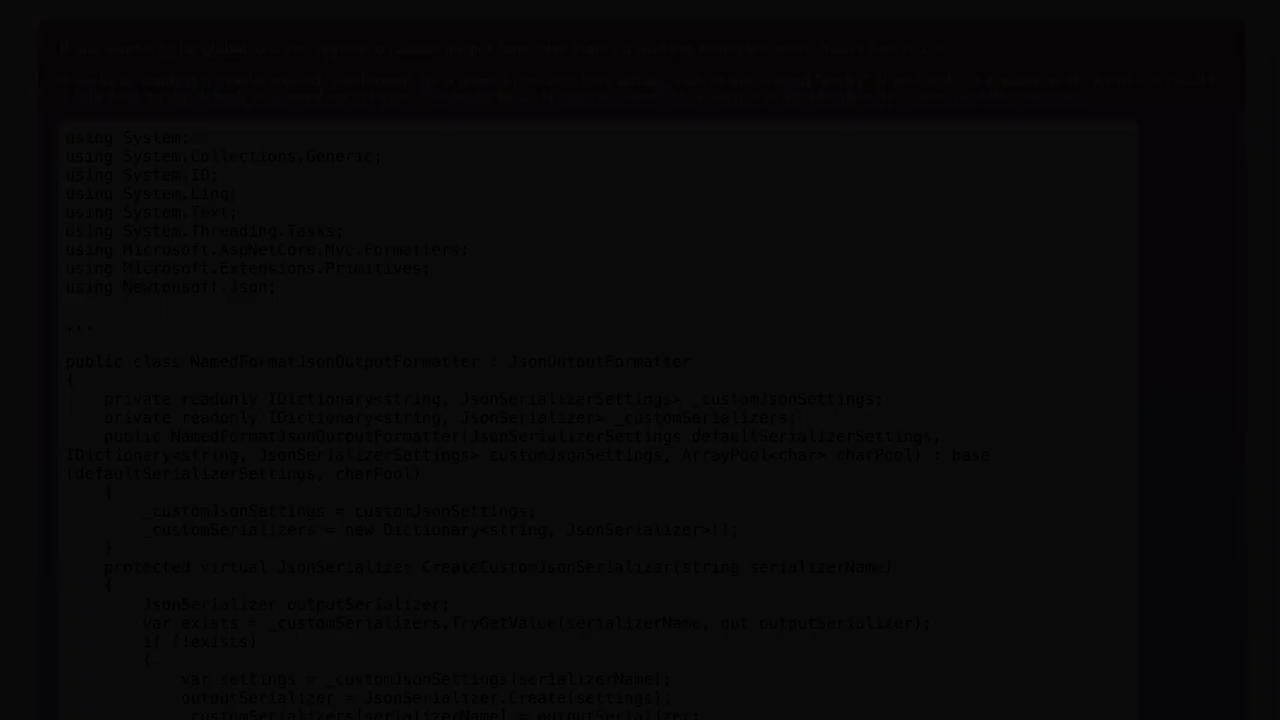 using System;
using System.Collections.Generic;
using System.IO;
using System.Linq;
using System.Text;
using System.Threading.Tasks;
using Microsoft.AspNetCore.Mvc.Formatters;
using Microsoft.Extensions.Primitives;
using Newtonsoft.Json;
...
public class NamedFormatJsonOutputFormatter : JsonOutputFormatter
{
private readonly IDictionary<string, JsonSerializerSettings> _customJsonSettings;
private readonly IDictionary<string, JsonSerializer> _customSerializers;
public NamedFormatJsonOutputFormatter(JsonSerializerSettings defaultSerializerSettings,
IDictionary<string, JsonSerializerSettings> customJsonSettings, ArrayPool<char> charPool) : base
(defaultSerializerSettings, charPool)
{
_customJsonSettings = customJsonSettings;
_customSerializers = new Dictionary<string, JsonSerializer>();
}
protected virtual JsonSerializer CreateCustomJsonSerializer(string serializerName)
{
JsonSerializer outputSerializer;
var exists = _customSerializers.TryGetValue(serializerName, out outputSerializer);
if (!exists)
{
var settings = _customJsonSettings[serializerName];
outputSerializer = JsonSerializer.Create(settings);
_customSerializers[serializerName] = outputSerializer;